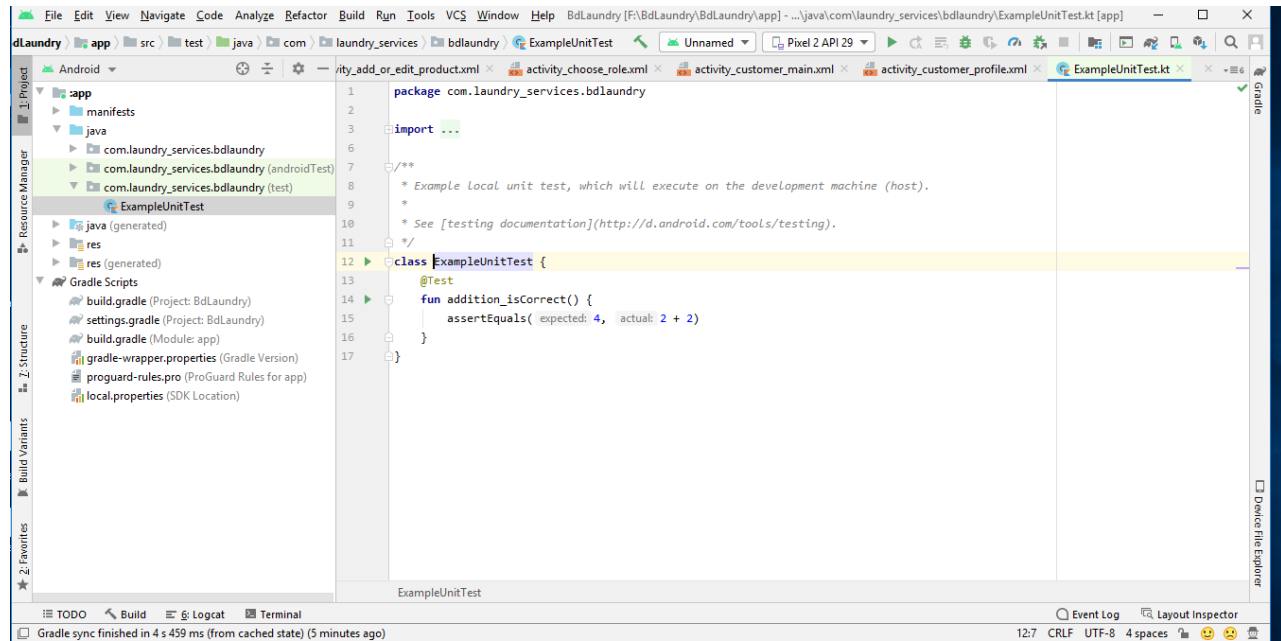 File Edit View Navigate Code Analyze Refactor Build Run Tools VCS Window Help BdLaundry [F:\BdLaundry\BdLaundry\app] - ...\java\com\laundry_services\bdlaundry\ExampleUnitTest.kt [app]
dLaundry app src test java com laundry_services bdlaundry ExampleUnitTest Unnamed Pixel 2 API 29
Android
ity_add_or_edit_product.xml activity_choose_role.xml activity_customer_main.xml activity_customer_profile.xml ExampleUnitTest.kt 6
1: Project
Resource Manager
7: Structure
Build Variants
2: Favorites
app
manifests
java
com.laundry_services.bdlaundry
com.laundry_services.bdlaundry (androidTest)
com.laundry_services.bdlaundry (test)
ExampleUnitTest
java (generated)
res
res (generated)
Gradle Scripts
build.gradle (Project: BdLaundry)
settings.gradle (Project: BdLaundry)
build.gradle (Module: app)
gradle-wrapper.properties (Gradle Version)
proguard-rules.pro (ProGuard Rules for app)
local.properties (SDK Location)
1 package com.laundry_services.bdlaundry
2
3 import ...
6
7 /**
8 * Example local unit test, which will execute on the development machine (host).
9 *
10 * See [testing documentation](http://d.android.com/tools/testing).
11 */
12 class ExampleUnitTest {
13 @Test
14 fun addition_isCorrect() {
15 assertEquals( expected: 4, actual: 2 + 2)
16 }
17 }
ExampleUnitTest
Gradle
Device File Explorer
TODO Build 6: Logcat Terminal Event Log Layout Inspector
Gradle sync finished in 4 s 459 ms (from cached state) (5 minutes ago) 12:7 CRLF UTF-8 4 spaces